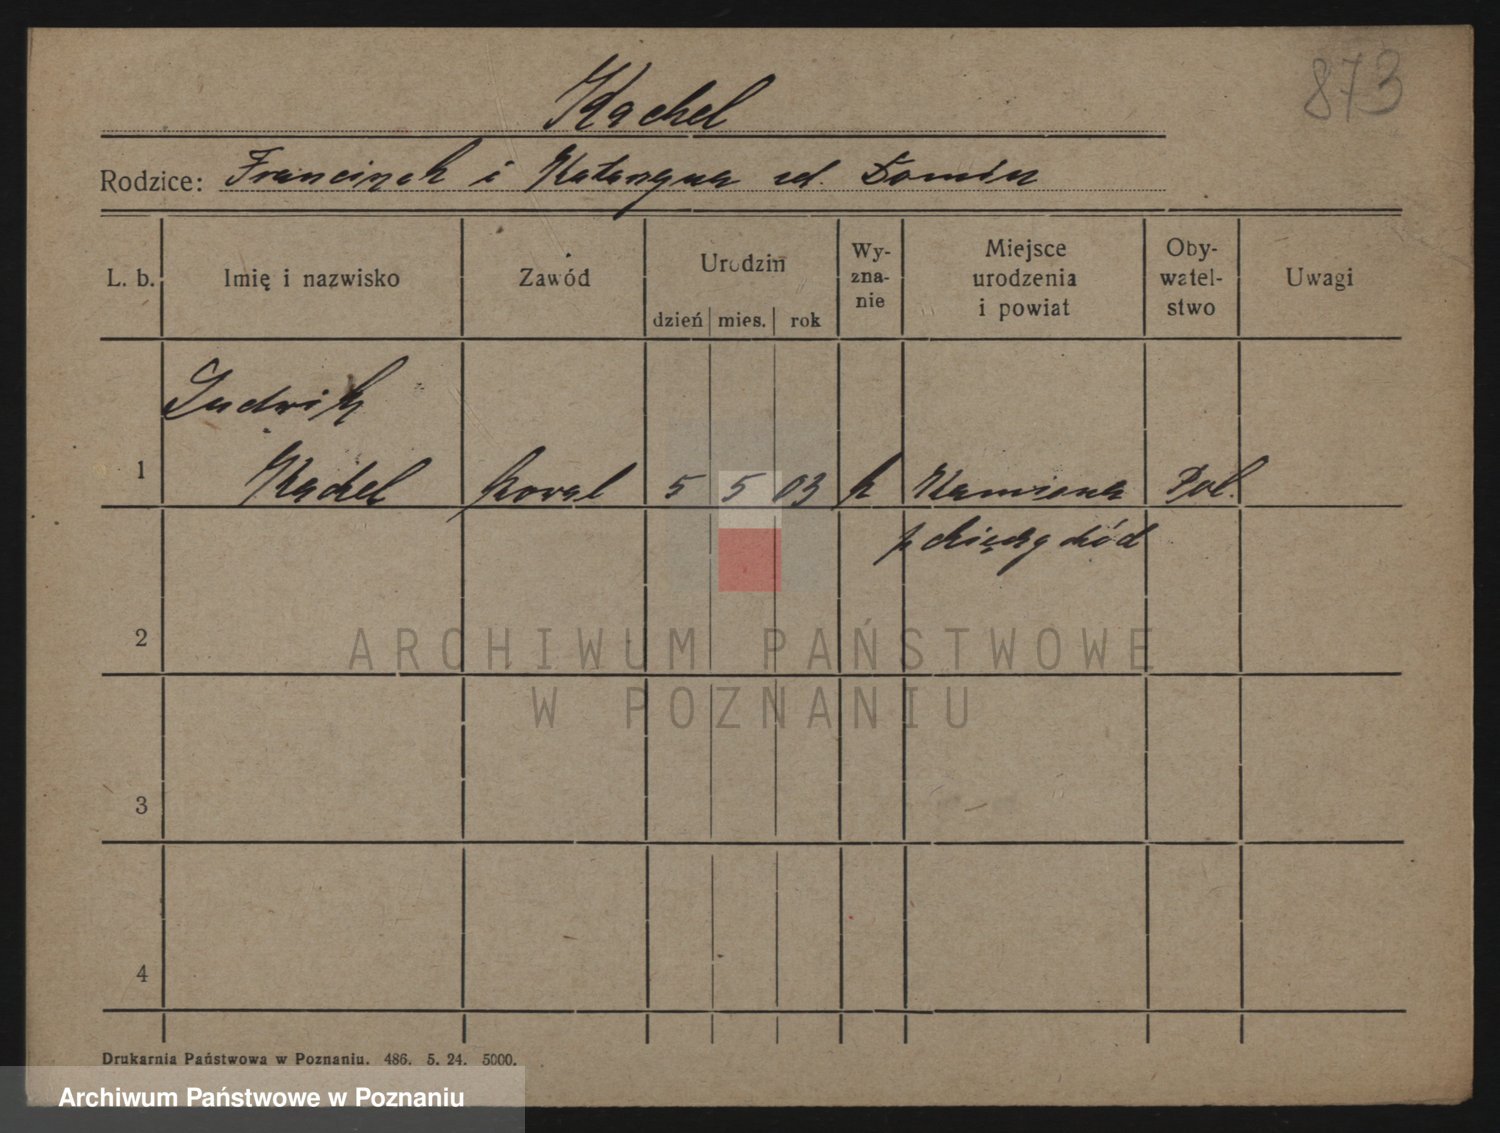 873
Kachel
Rodzice: Franciszek i Katarzyna zd. Domin
L. b.
Imię i nazwisko
Zawód
Urodzin
dzień mies. rok
Wy-
zna-
nie
Miejsce
urodzenia
i powiat
Oby-
watel-
stwo
Uwagi
Ludwik
1 Kachel kowal 5 5 03 k Kamionna Pol.
2
3
4
ARCHIWUM PAŃSTWOWE
W POZNANIU
Drukarnia Państwowa w Poznaniu. 486. 5. 24. 5000.
Archiwum Państwowe w Poznaniu